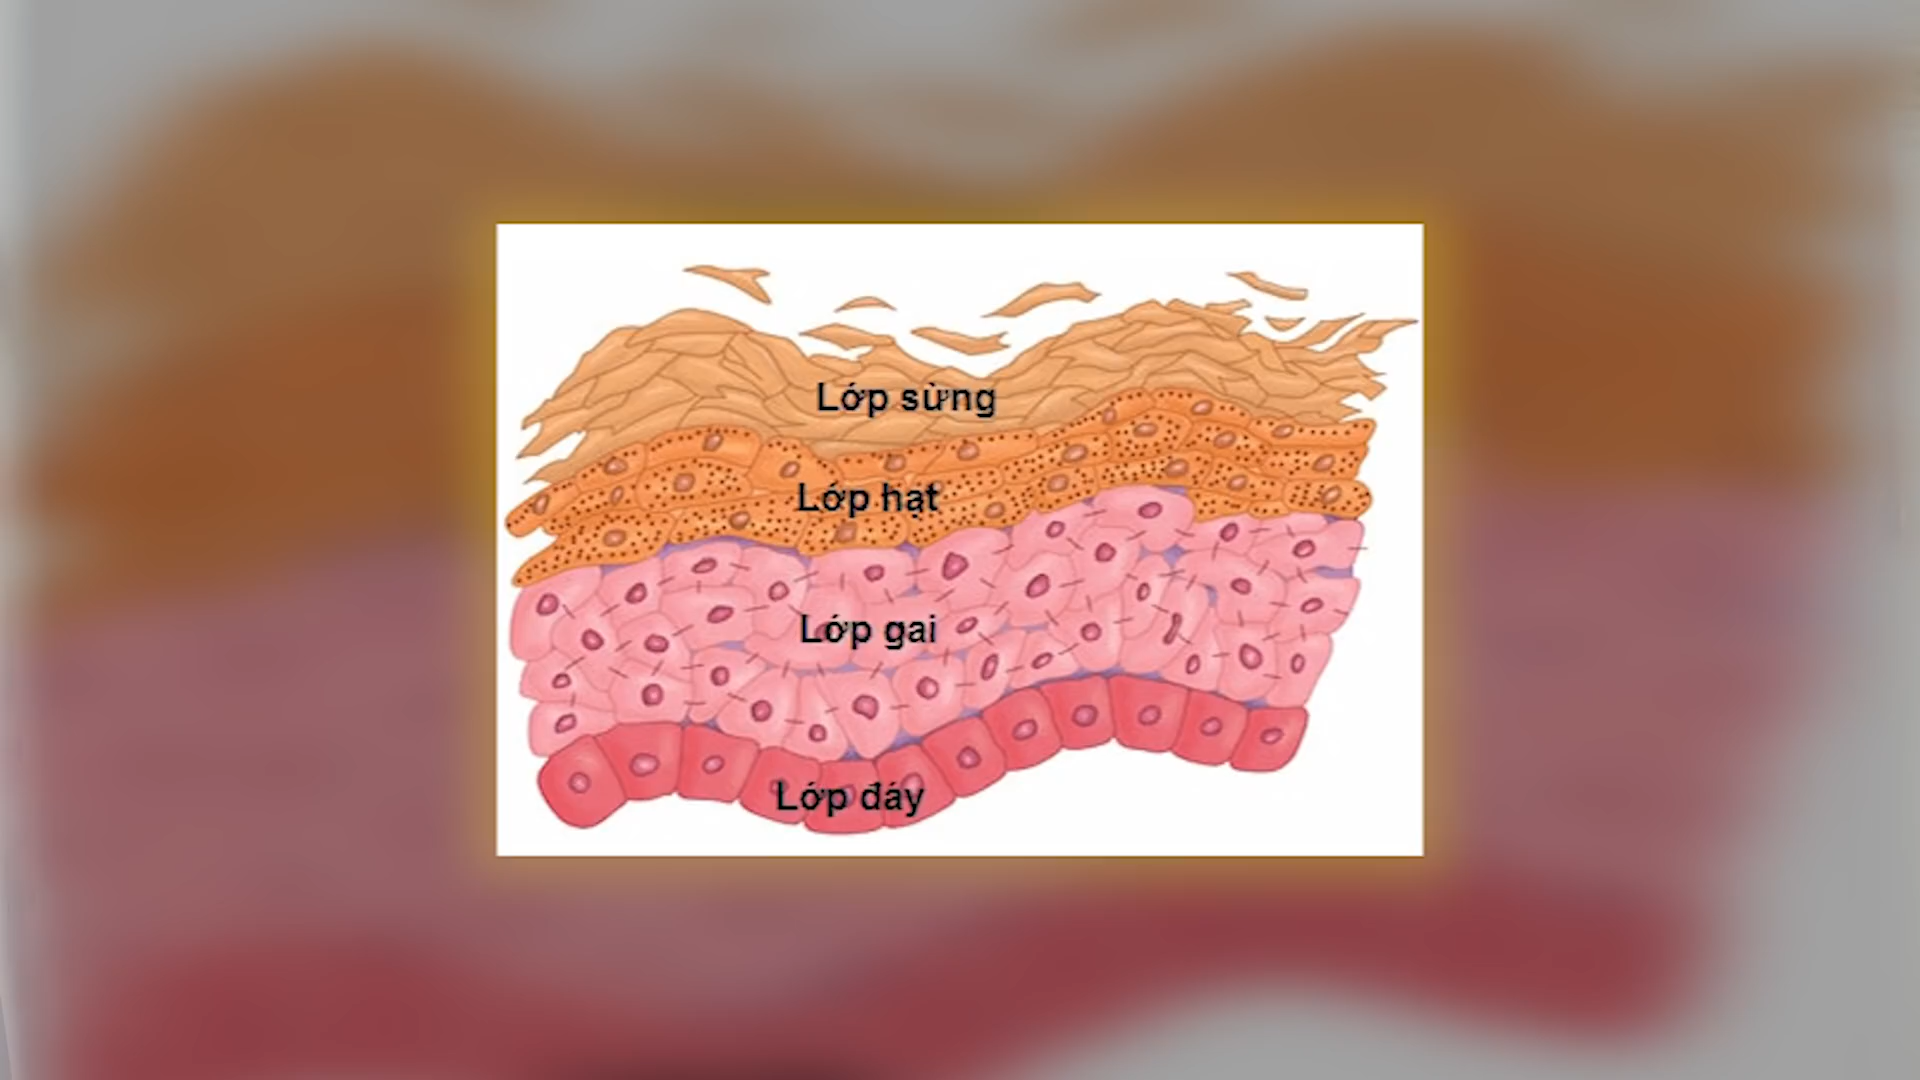 Lớp sừng
Lớp hạt
Lớp gai
Lớp đáy